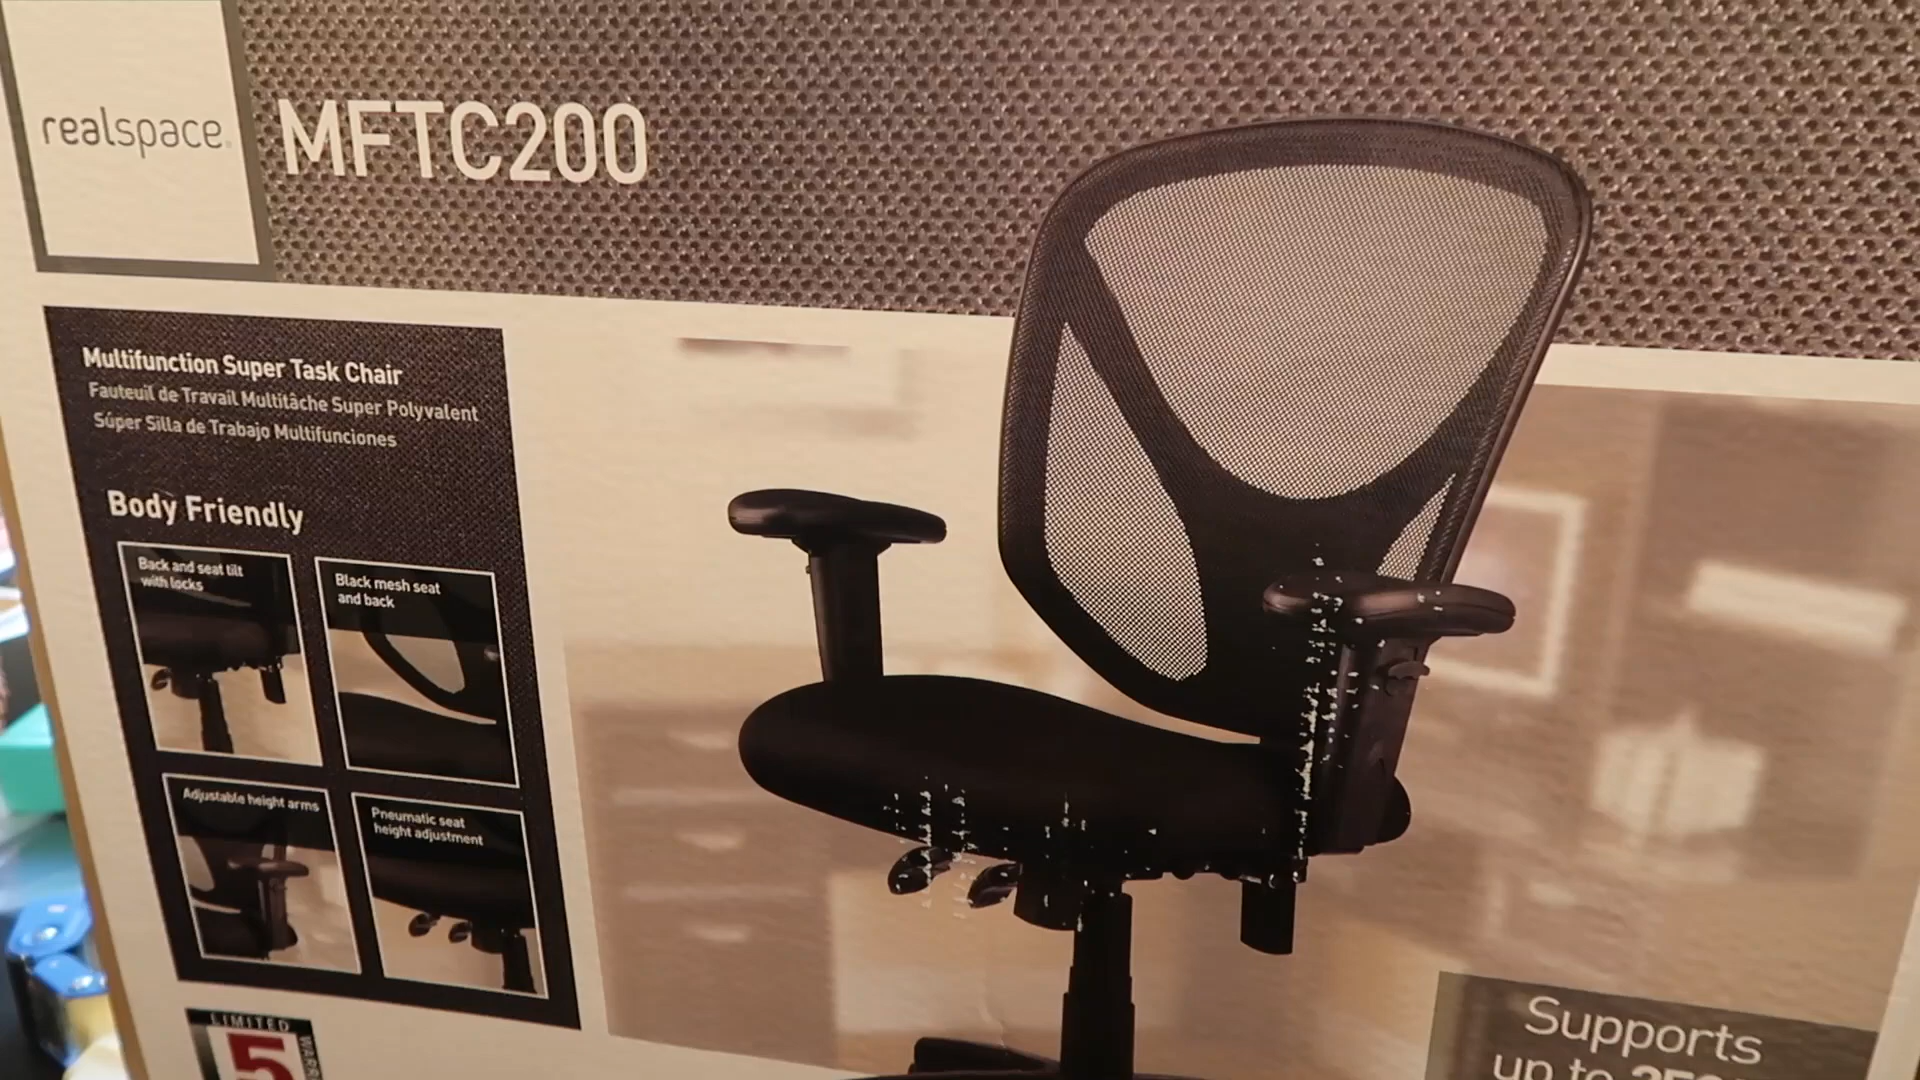 realspace
MFTC200
Multifunction Super Task Chair
Fauteuil de Travail Multitâche Super Polyvalent
Súper Silla de Trabajo Multifunciones
Body Friendly
Back and seat tilt
with locks
Black mesh seat
and back
Adjustable height arms
Pneumatic seat
height adjustment
LIMITED
5
Supports
up to